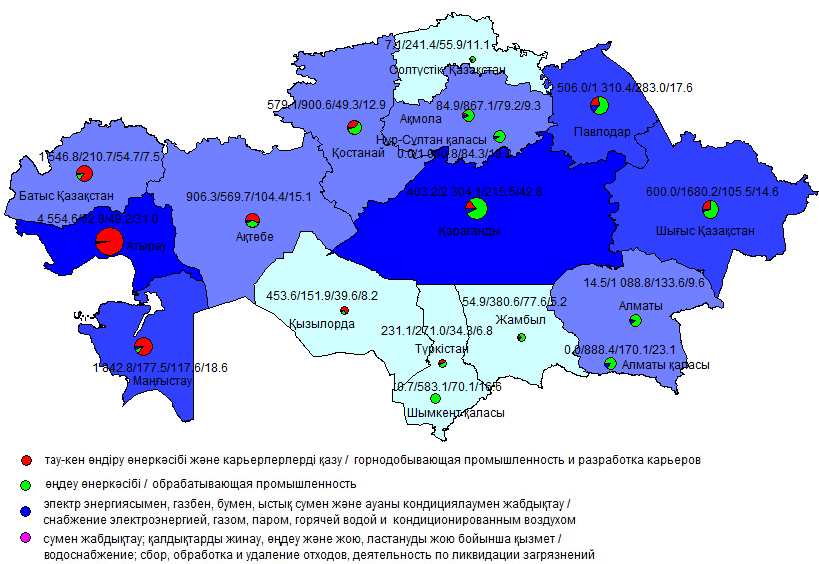 7.1/241.4/55.9/11.1
Солтүстік Қазақстан
506.0/1 310.4/283.0/17.6
579.1/900.6/49.3/12.9
84.9/867.1/79.2/9.3
Ақмола
Павлодар
Қостанай
Нұр-Сұлтан қаласы
1 546.8/210.7/54.7/7.5
Батыс Қазақстан
906.3/569.7/104.4/15.1
403.2/2 304.1/215.5/42.8
600.0/1680.2/105.5/14.6
4 554.6/62.8/49.2/31.0
Атырау
Ақтөбе
Қарағанды
Шығыс Қазақстан
453.6/151.9/39.6/8.2
Қызылорда
54.9/380.6/77.6/5.2
Жамбыл
14.5/1 088.8/133.6/9.6
Алматы
231.1/271.0/34.3/6.8
Түркістан
0.0/888.4/170.1/23.1
Алматы қаласы
1 842.8/177.5/117.6/18.6
Маңғыстау
0.7/583.1/70.1/16.6
Шымкент қаласы
тау-кен өндіру өнеркәсібі және карьерлерлерді қазу / горнодобывающая промышленность и разработка карьеров
өңдеу өнеркәсібі / обрабатывающая промышленность
электр энергиясымен, газбен, бумен, ыстық сумен және ауаны кондициялаумен жабдықтау /
снабжение электроэнергией, газом, паром, горячей водой и кондиционированным воздухом
сумен жабдықтау; қалдықтарды жинау, өңдеу және жою, ластануды жою бойынша қызмет /
водоснабжение; сбор, обработка и удаление отходов, деятельность по ликвидации загрязнений